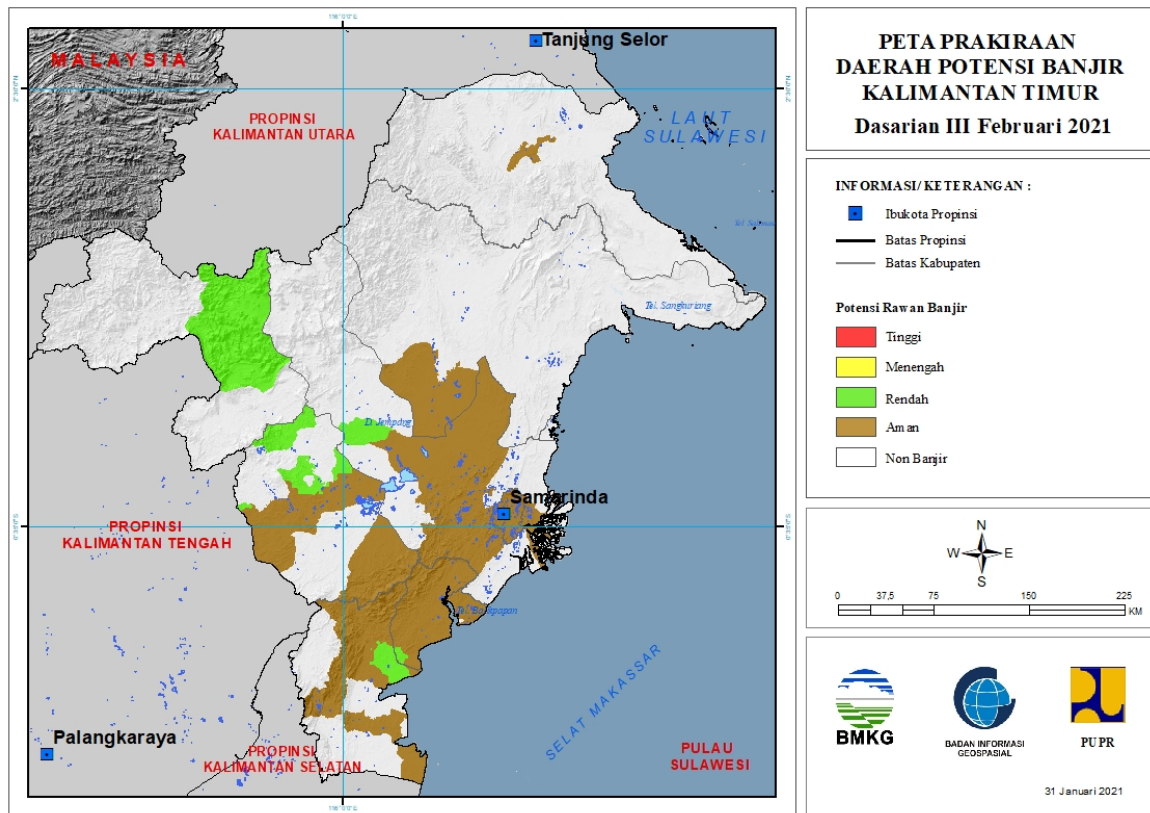 PETA PRAKIRAAN
DAERAH POTENSI BANJIR
KALIMANTAN TIMUR
Dasarian III Februari 2021
INFORMASI/ KETERANGAN :
Ibukota Propinsi
Batas Propinsi
Batas Kabupaten
Potensi Rawan Banjir
Tinggi
Menengah
Rendah
Aman
Non Banjir
N
W E
S
0 37,5 75 150 225
KM
BMKG
BADAN INFORMASI
GEOSPASIAL
PUPR
31 Januari 2021
MALAYSIA
Tanjung Selor
PROPINSI
KALIMANTAN UTARA
LAUT
SULAWESI
Tel. Sangkuriang
D. Jempang
Samarinda
PROPINSI
KALIMANTAN TENGAH
Tel. Balikpapan
SELAT MAKASSAR
Palangkaraya
PROPINSI
KALIMANTAN SELATAN
PULAU
SULAWESI